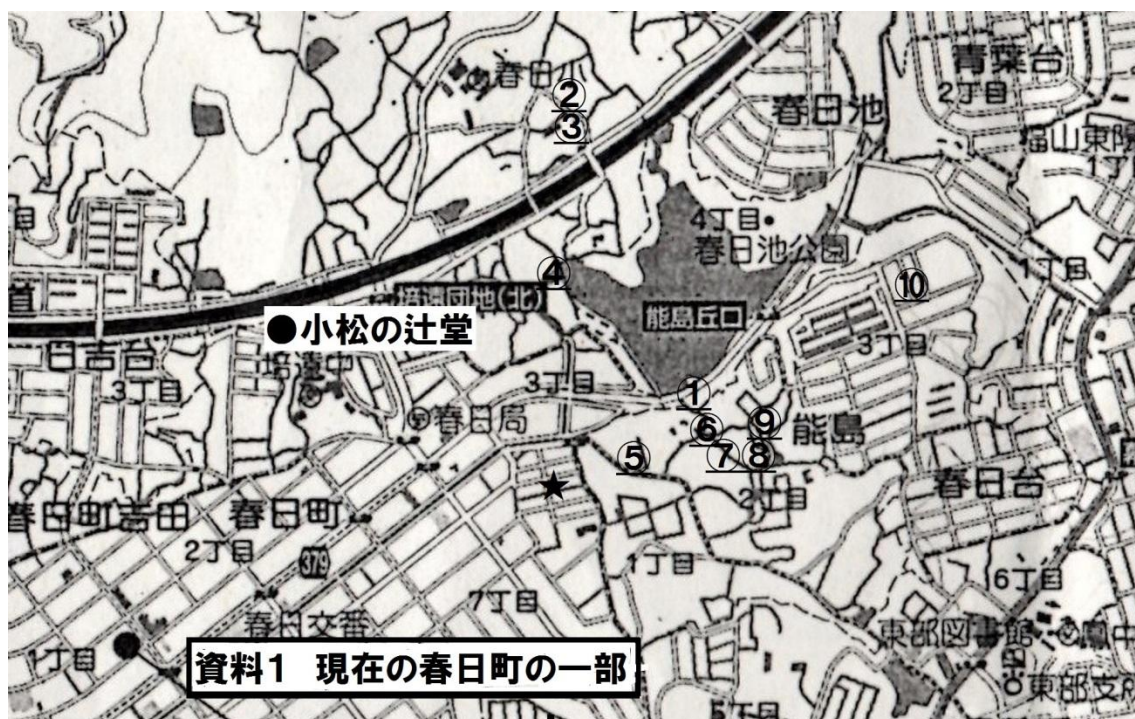 春日小
②
③
春日池
青葉台
2丁目
福山東
1丁
4丁目
春日池公園
④
培遠団地(北)
能島丘口
⑩
1丁目
道
●小松の辻堂
日吉台
3丁目
培遠中
3丁目
春日局
①
3丁目
⑥
⑨
能島
⑤
⑦
⑧
2丁目
★
春日台
春日町吉田
春日町
2丁目
379
1丁目
7丁目
6丁目
春日交番
東部図書館
1丁目
資料1 現在の春日町の一部
東部支
5丁目